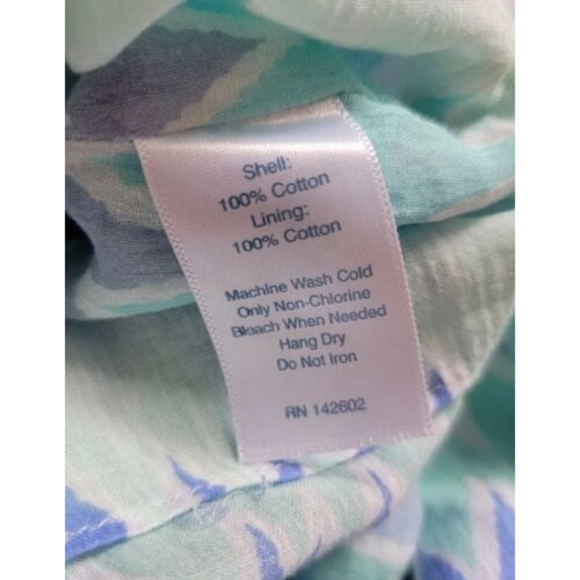 Shell:
100% Cotton
Lining:
100% Cotton
Machine Wash Cold
Only Non-Chlorine
Bleach When Needed
Hang Dry
Do Not Iron
RN 142602